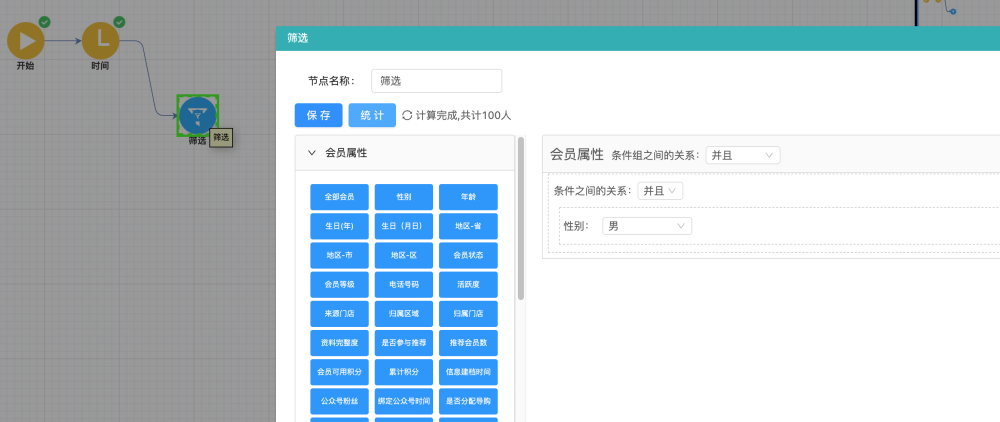 筛选
开始
时间
筛选
筛选
节点名称：
筛选
保 存
统 计
计算完成,共计100人
会员属性
全部会员
性别
年龄
生日(年)
生日（月日）
地区-省
地区-市
地区-区
会员状态
会员等级
电话号码
活跃度
来源门店
归属区域
归属门店
资料完整度
是否参与推荐
推荐会员数
会员可用积分
累计积分
信息建档时间
公众号粉丝
绑定公众号时间
是否分配导购
会员属性 条件组之间的关系： 并且
条件之间的关系： 并且
性别： 男